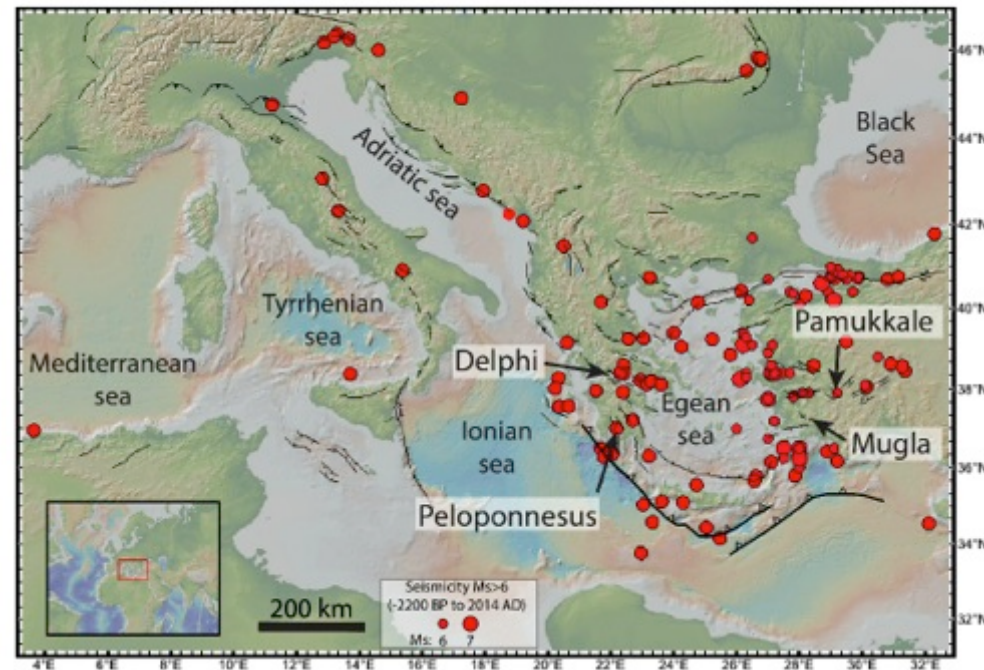 46°N
Black
Sea
44°N
Adriatic sea
42°N
Tyrrhenian
sea
40°N
Pamukkale
Mediterranean
sea
Delphi
38°N
Egean
sea
Ionian
sea
Mugla
36°N
Peloponnesus
34°N
Seismicity Ms>6
(-2200 BP to 2014 AD)
Ms: 6 7
200 km
32°N
4°E 6°E 8°E 10°E 12°E 14°E 16°E 18°E 20°E 22°E 24°E 26°E 28°E 30°E 32°E